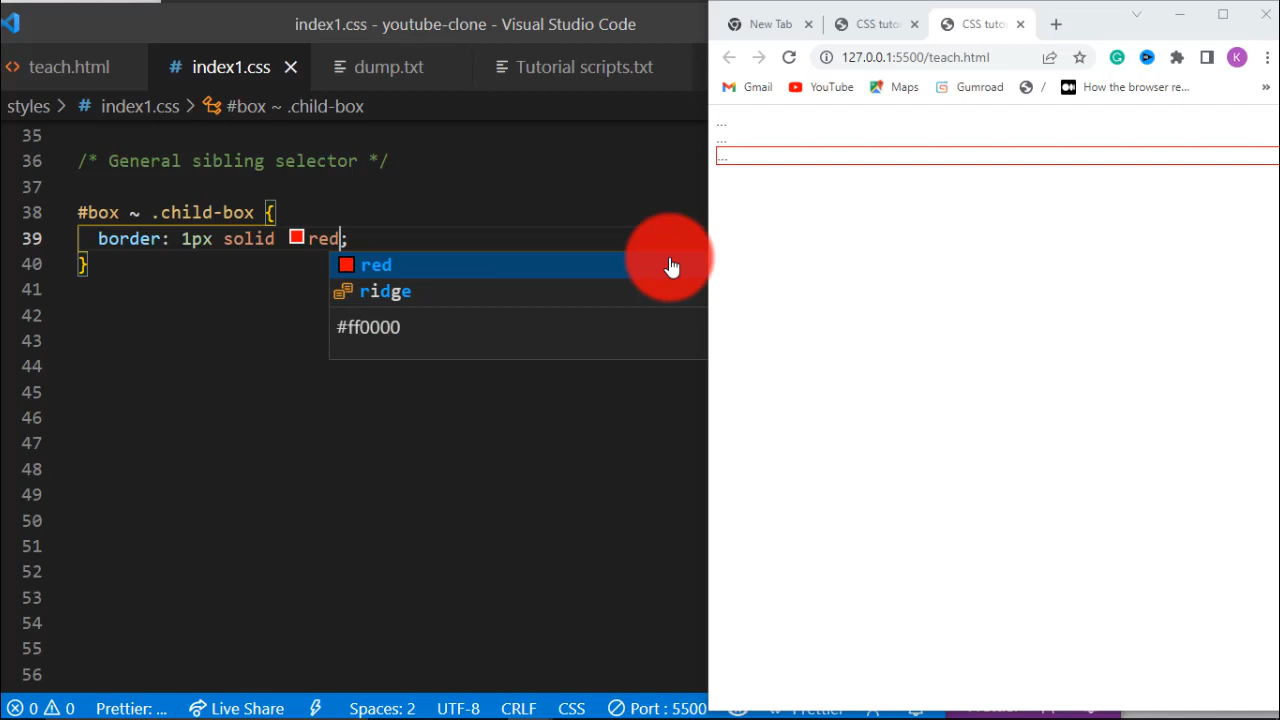 index1.css - youtube-clone - Visual Studio Code
teach.html
index1.css
dump.txt
Tutorial scripts.txt
styles > # index1.css > #box ~ .child-box
35
36 /* General sibling selector */
37
38 #box ~ .child-box {
39 border: 1px solid red;
40 }
red
ridge
#ff0000
41
42
43
44
45
46
47
48
49
50
51
52
53
54
55
56
0 0 Prettier: ... Live Share Spaces: 2 UTF-8 CRLF CSS Port : 5500
New Tab
CSS tuto
CSS tuto
127.0.0.1:5500/teach.html
K
Gmail YouTube Maps Gumroad / How the browser re... »
...
...
...